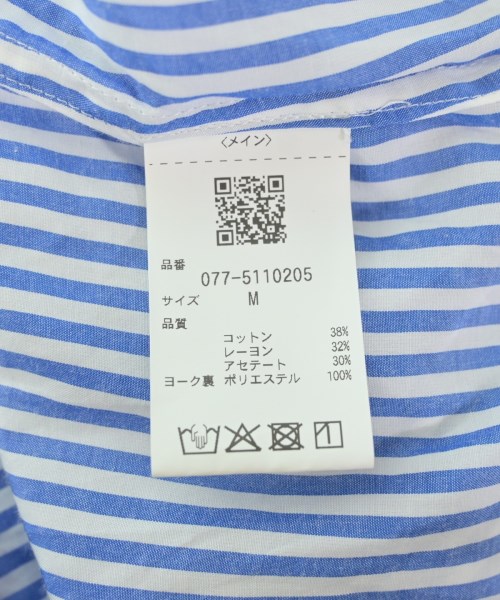 〈メイン〉
品番
077-5110205
サイズ M
品質
コットン 38%
レーヨン 32%
アセテート 30%
ヨーク裏 ポリエステル 100%